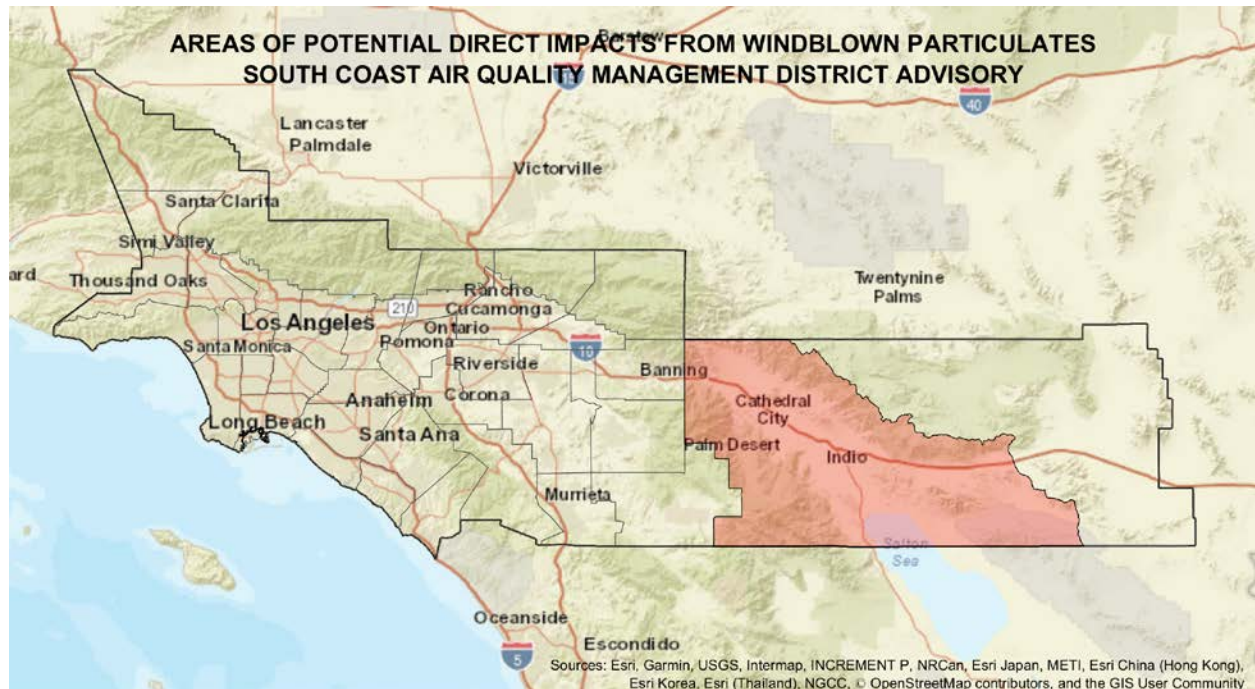 Barstow
AREAS OF POTENTIAL DIRECT IMPACTS FROM WINDBLOWN PARTICULATES
SOUTH COAST AIR QUALITY MANAGEMENT DISTRICT ADVISORY
15
40
Lancaster
Palmdale
Victorville
Santa Clarita
Simi Valley
ard
Thousand Oaks
Twentynine
Palms
Rancho
Cucamonga
210
Los Angeles
Ontario
Pomona
Santa Monica
10
Riverside
Banning
Corona
Anaheim
Cathedral
City
Long Beach
Santa Ana
Palm Desert
Indio
Murrieta
Salton
Sea
Oceanside
Escondido
5
Sources: Esri, Garmin, USGS, Intermap, INCREMENT P, NRCan, Esri Japan, METI, Esri China (Hong Kong),
Esri Korea, Esri (Thailand), NGCC, © OpenStreetMap contributors, and the GIS User Community